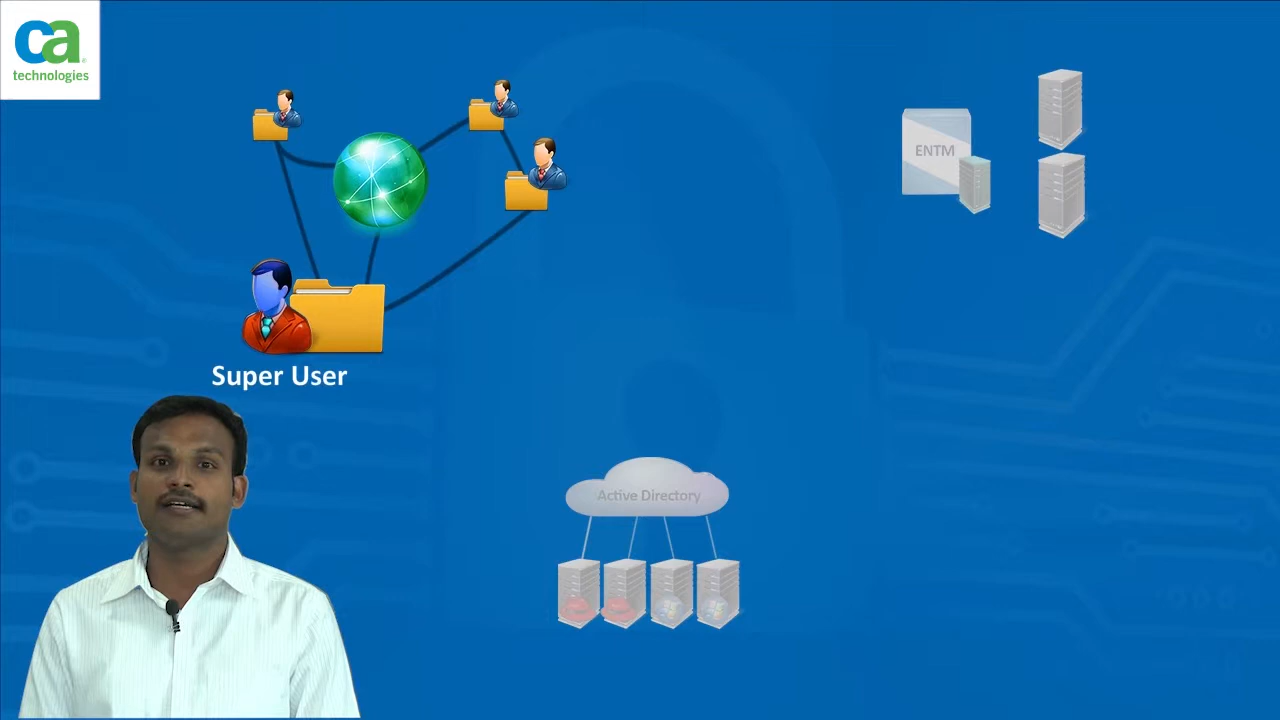 ca
technologies
ENTM
Super User
Active Directory